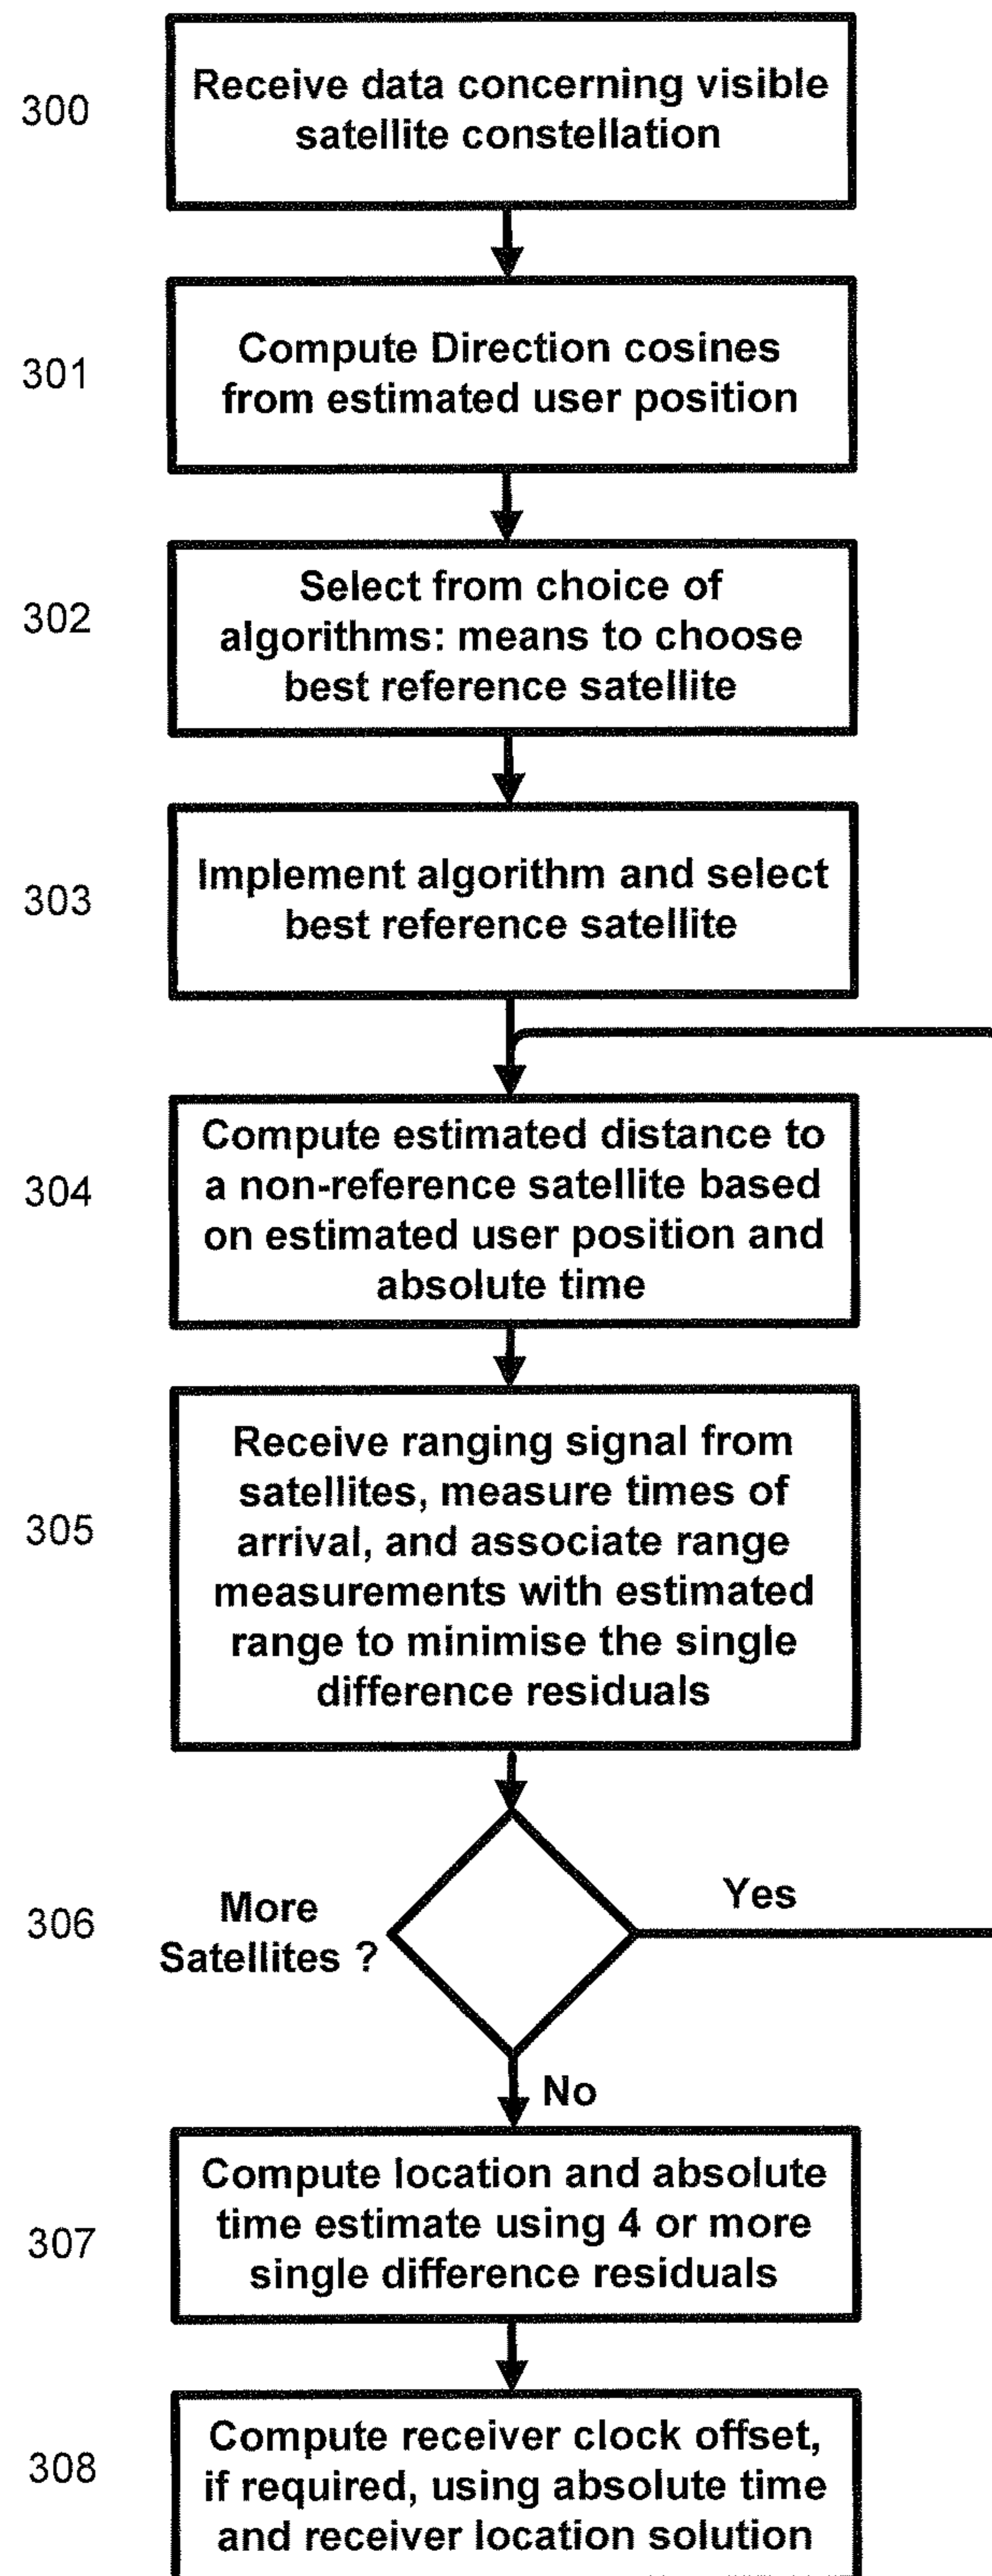 300
Receive data concerning visible
satellite constellation
301
Compute Direction cosines
from estimated user position
302
Select from choice of
algorithms: means to choose
best reference satellite
303
Implement algorithm and select
best reference satellite
304
Compute estimated distance to
a non-reference satellite based
on estimated user position and
absolute time
305
Receive ranging signal from
satellites, measure times of
arrival, and associate range
measurements with estimated
range to minimise the single
difference residuals
306
More
Satellites ?
Yes
No
307
Compute location and absolute
time estimate using 4 or more
single difference residuals
308
Compute receiver clock offset,
if required, using absolute time
and receiver location solution